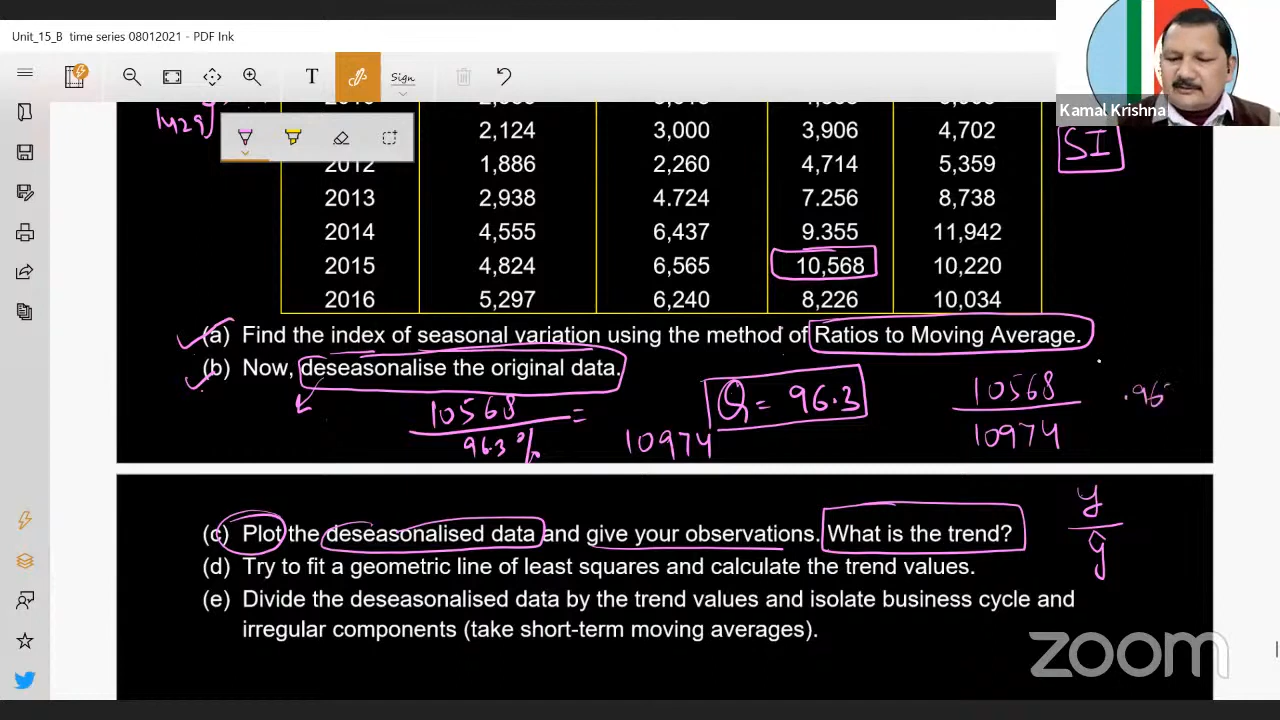 Unit_15_B time series 08012021 - PDF Ink
T Sign
Kamal Krishna
2,124 3,000 3,906 4,702
SI
2012 1,886 2,260 4,714 5,359
2013 2,938 4.724 7.256 8,738
2014 4,555 6,437 9.355 11,942
2015 4,824 6,565 10,568 10,220
2016 5,297 6,240 8,226 10,034
(a) Find the index of seasonal variation using the method of Ratios to Moving Average.
(b) Now, deseasonalise the original data.
10568
96.3 %
=
10974
Q = 96.3
10568
10974
.96
(c) Plot the deseasonalised data and give your observations. What is the trend?
y
ŷ
(d) Try to fit a geometric line of least squares and calculate the trend values.
(e) Divide the deseasonalised data by the trend values and isolate business cycle and
irregular components (take short-term moving averages).
zoom